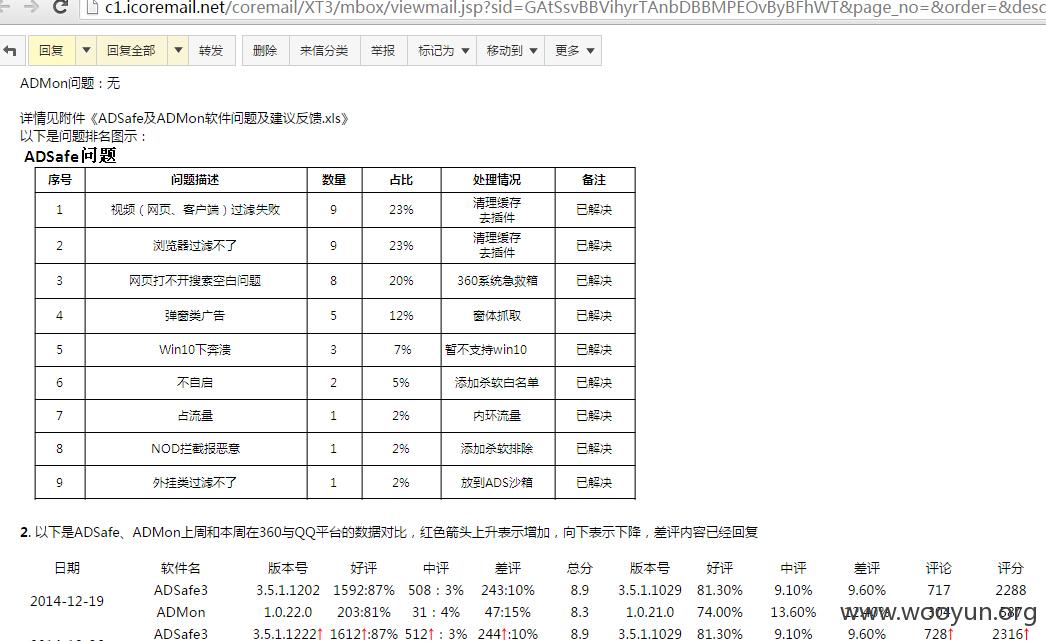 c1.icoremail.net/coremail/XT3/mbox/viewmail.jsp?sid=GAtSsvBBVihyrTAnbDBBMPEOvByBFhWT&page_no=&order=&desc
回复 回复全部 转发 删除 来信分类 举报 标记为 移动到 更多
ADMon问题：无
详情见附件《ADSafe及ADMon软件问题及建议反馈.xls》
以下是问题排名图示：
ADSafe问题
序号 问题描述 数量 占比 处理情况 备注
1 视频（网页、客户端）过滤失败 9 23% 清理缓存 去插件 已解决
2 浏览器过滤不了 9 23% 清理缓存 去插件 已解决
3 网页打不开搜索空白问题 8 20% 360系统急救箱 已解决
4 弹窗类广告 5 12% 窗体抓取 已解决
5 Win10下奔溃 3 7% 暂不支持win10 已解决
6 不自启 2 5% 添加杀软白名单 已解决
7 占流量 1 2% 内环流量 已解决
8 NOD拦截报恶意 1 2% 添加杀软排除 已解决
9 外挂类过滤不了 1 2% 放到ADS沙箱 已解决
2. 以下是ADSafe、ADMon上周和本周在360与QQ平台的数据对比，红色箭头上升表示增加，向下表示下降，差评内容已经回复
日期 软件名 版本号 好评 中评 差评 总分 版本号 好评 中评 差评 评论 评分
2014-12-19
ADSafe3 3.5.1.1202 1592:87% 508：3% 243:10% 8.9 3.5.1.1029 81.30% 9.10% 9.60% 717 2288
ADMon 1.0.22.0 203:81% 31：4% 47:15% 8.3 1.0.21.0 74.00% 13.60%
www.wooyun.org
ADSafe3 3.5.1.1222↑ 1612↑:87% 512↑：3% 244↑:10% 8.9 3.5.1.1029 81.30% 9.10% 9.60% 728↑ 2316↑